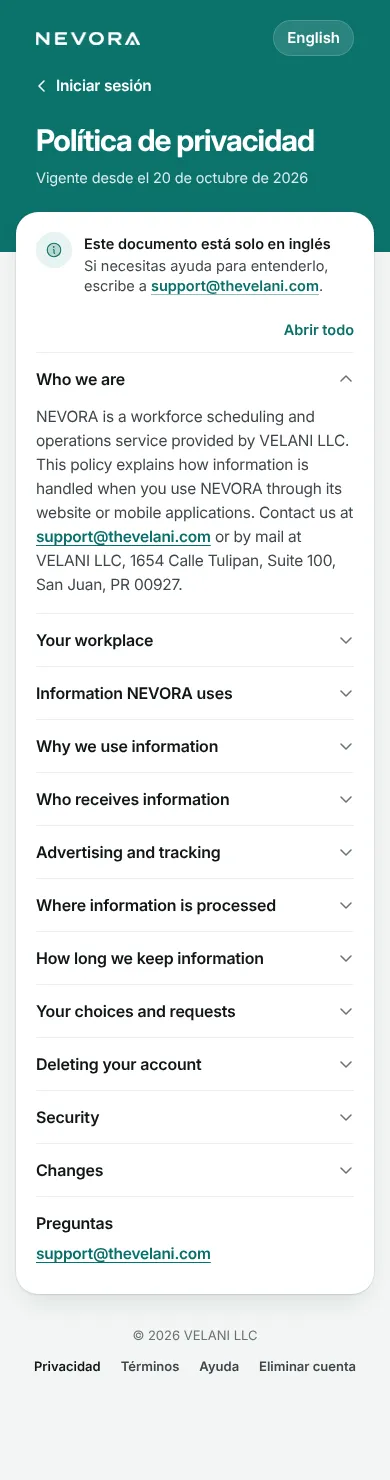 NEVORA
English
Iniciar sesión
Política de privacidad
Vigente desde el 20 de octubre de 2026
Este documento está solo en inglés
Si necesitas ayuda para entenderlo,
escribe a support@thevelani.com.
Abrir todo
Who we are
NEVORA is a workforce scheduling and
operations service provided by VELANI LLC.
This policy explains how information is
handled when you use NEVORA through its
website or mobile applications. Contact us at
support@thevelani.com or by mail at
VELANI LLC, 1654 Calle Tulipan, Suite 100,
San Juan, PR 00927.
Your workplace
Information NEVORA uses
Why we use information
Who receives information
Advertising and tracking
Where information is processed
How long we keep information
Your choices and requests
Deleting your account
Security
Changes
Preguntas
support@thevelani.com
© 2026 VELANI LLC
Privacidad Términos Ayuda Eliminar cuenta